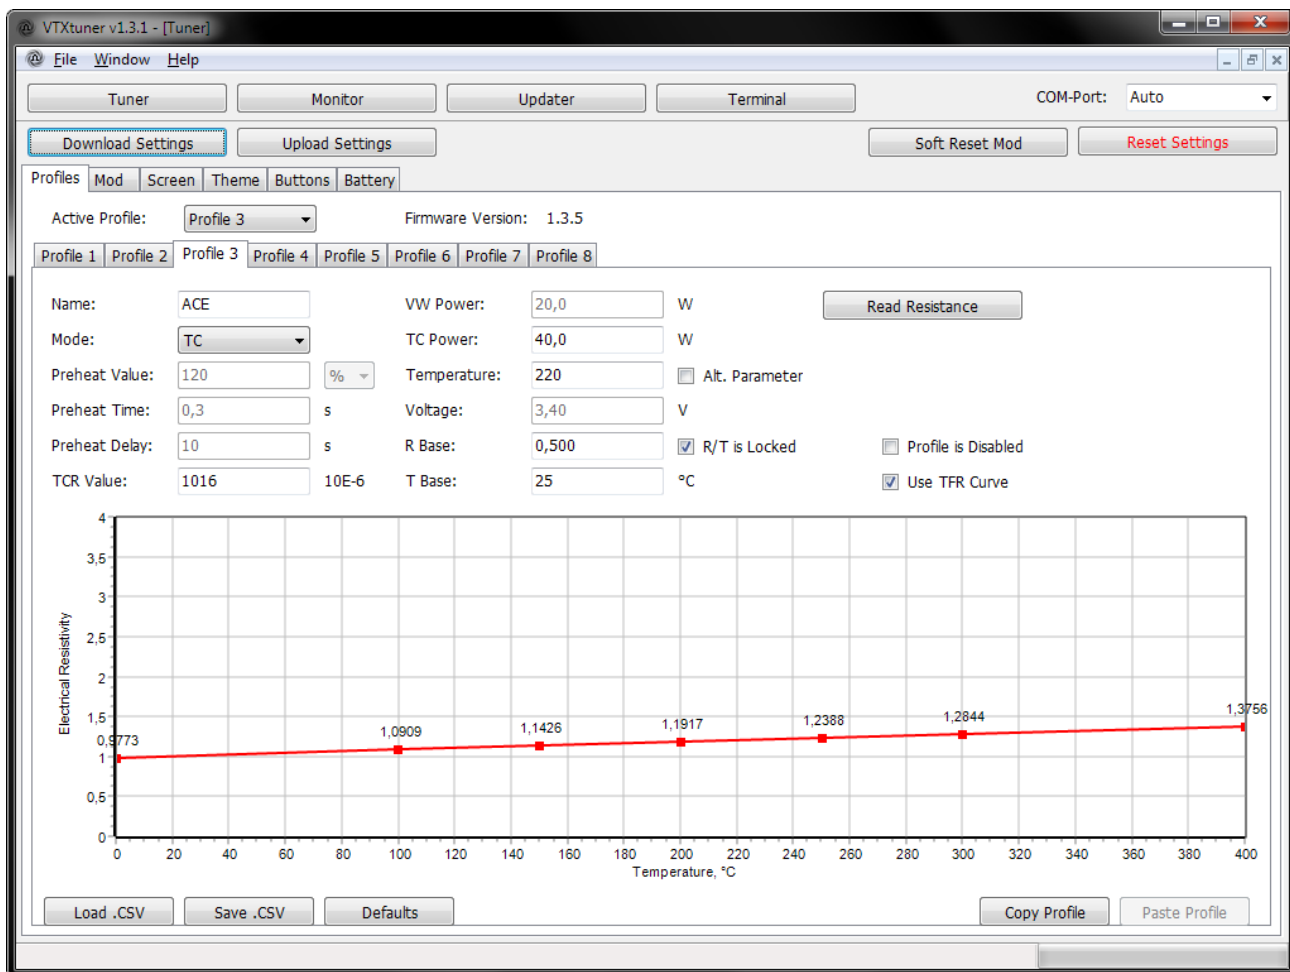 VTXtuner v1.3.1 - [Tuner]
File Window Help
Tuner Monitor Updater Terminal COM-Port: Auto
Download Settings Upload Settings Soft Reset Mod Reset Settings
Profiles Mod Screen Theme Buttons Battery
Active Profile: Profile 3 Firmware Version: 1.3.5
Profile 1 Profile 2 Profile 3 Profile 4 Profile 5 Profile 6 Profile 7 Profile 8
Name: ACE VW Power: 20,0 W Read Resistance
Mode: TC TC Power: 40,0 W
Preheat Value: 120 % Temperature: 220 Alt. Parameter
Preheat Time: 0,3 s Voltage: 3,40 V
Preheat Delay: 10 s R Base: 0,500 R/T is Locked Profile is Disabled
TCR Value: 1016 10E-6 T Base: 25 °C Use TFR Curve
4
3,5
3
2,5
2
1,5
1
0,5
0
Electrical Resistivity
0,9773 1,0909 1,1426 1,1917 1,2388 1,2844 1,3756
0 20 40 60 80 100 120 140 160 180 200 220 240 260 280 300 320 340 360 380 400
Temperature, °C
Load .CSV Save .CSV Defaults Copy Profile Paste Profile